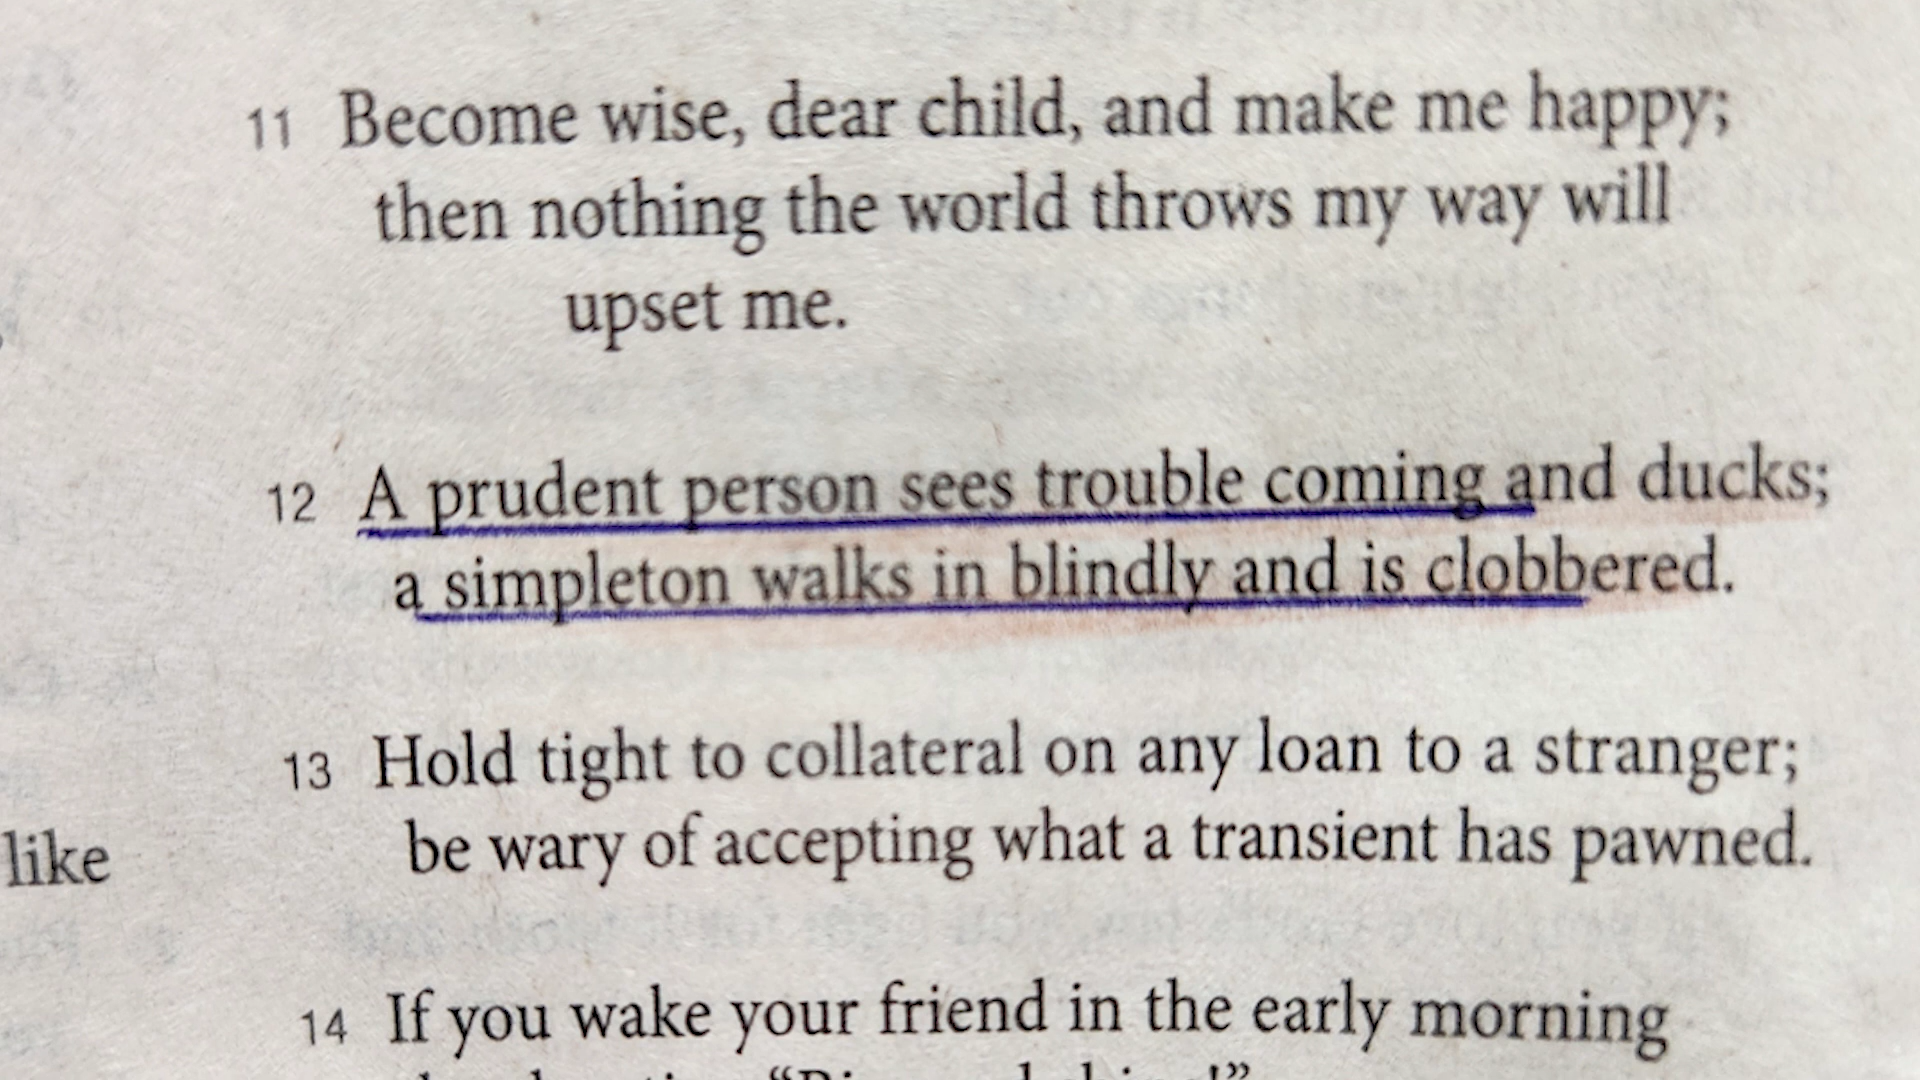 11 Become wise, dear child, and make me happy;
then nothing the world throws my way will
upset me.
12 A prudent person sees trouble coming and ducks;
a simpleton walks in blindly and is clobbered.
13 Hold tight to collateral on any loan to a stranger;
like
be wary of accepting what a transient has pawned.
14 If you wake your friend in the early morning